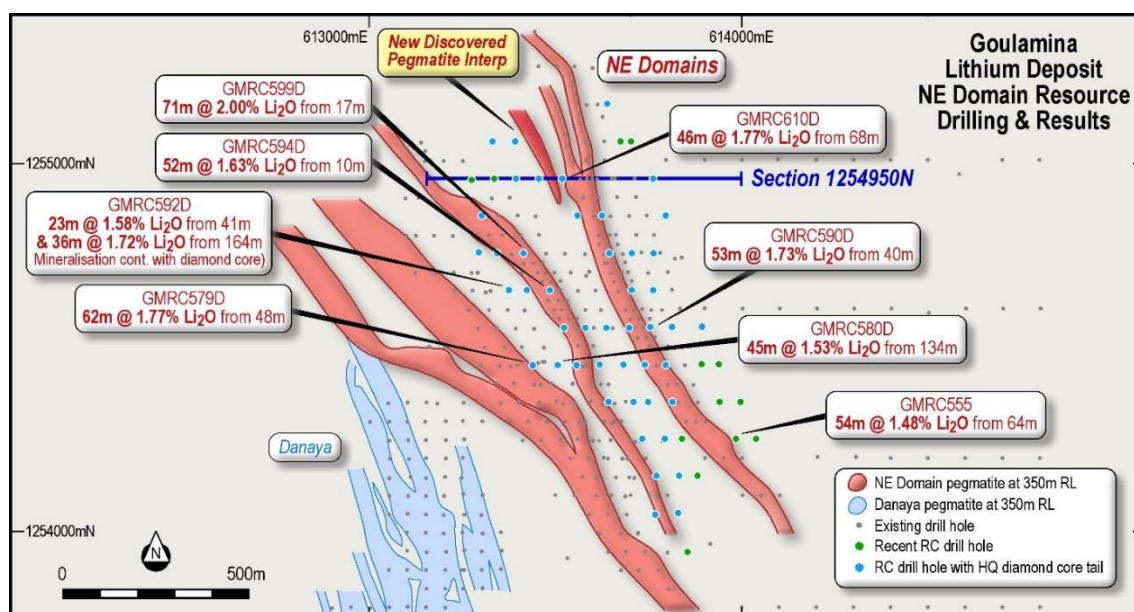 613000mE
614000mE
New Discovered
Pegmatite Interp
NE Domains
Goulamina
Lithium Deposit
NE Domain Resource
Drilling & Results
GMRC599D
71m @ 2.00% Li₂O from 17m
GMRC610D
46m @ 1.77% Li₂O from 68m
GMRC594D
52m @ 1.63% Li₂O from 10m
1255000mN
Section 1254950N
GMRC592D
23m @ 1.58% Li₂O from 41m
& 36m @ 1.72% Li₂O from 164m
Mineralisation cont. with diamond core)
GMRC590D
53m @ 1.73% Li₂O from 40m
GMRC579D
62m @ 1.77% Li₂O from 48m
GMRC580D
45m @ 1.53% Li₂O from 134m
GMRC555
54m @ 1.48% Li₂O from 64m
Danaya
NE Domain pegmatite at 350m RL
Danaya pegmatite at 350m RL
Existing drill hole
Recent RC drill hole
RC drill hole with HQ diamond core tail
1254000mN
N
0
500m